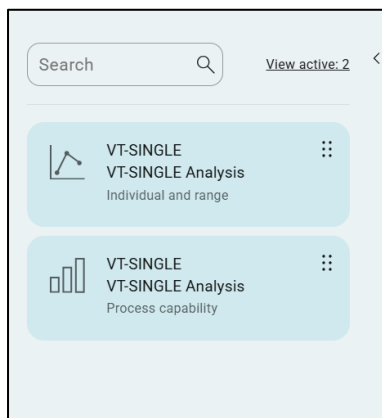 Search
View active: 2
VT-SINGLE
VT-SINGLE Analysis
Individual and range
VT-SINGLE
VT-SINGLE Analysis
Process capability